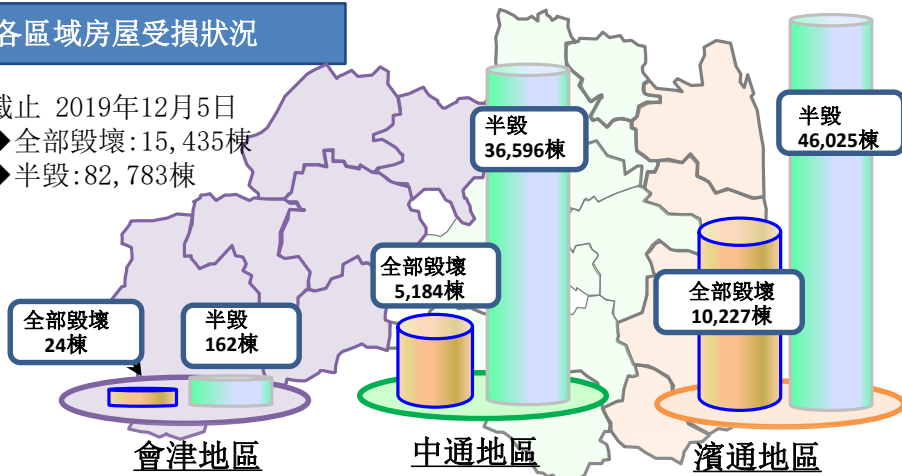 各區域房屋受損狀況
截止 2019年12月5日
◆全部毀壞:15,435棟
◆半毀:82,783棟
半毀
36,596棟
半毀
46,025棟
全部毀壞
5,184棟
全部毀壞
10,227棟
全部毀壞
24棟
半毀
162棟
會津地區
中通地區
濱通地區